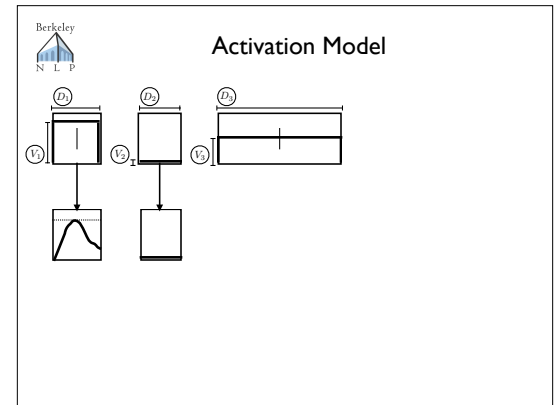 Berkeley
N L P
Activation Model
D₁ D₂ D₃
V₁ V₂ V₃